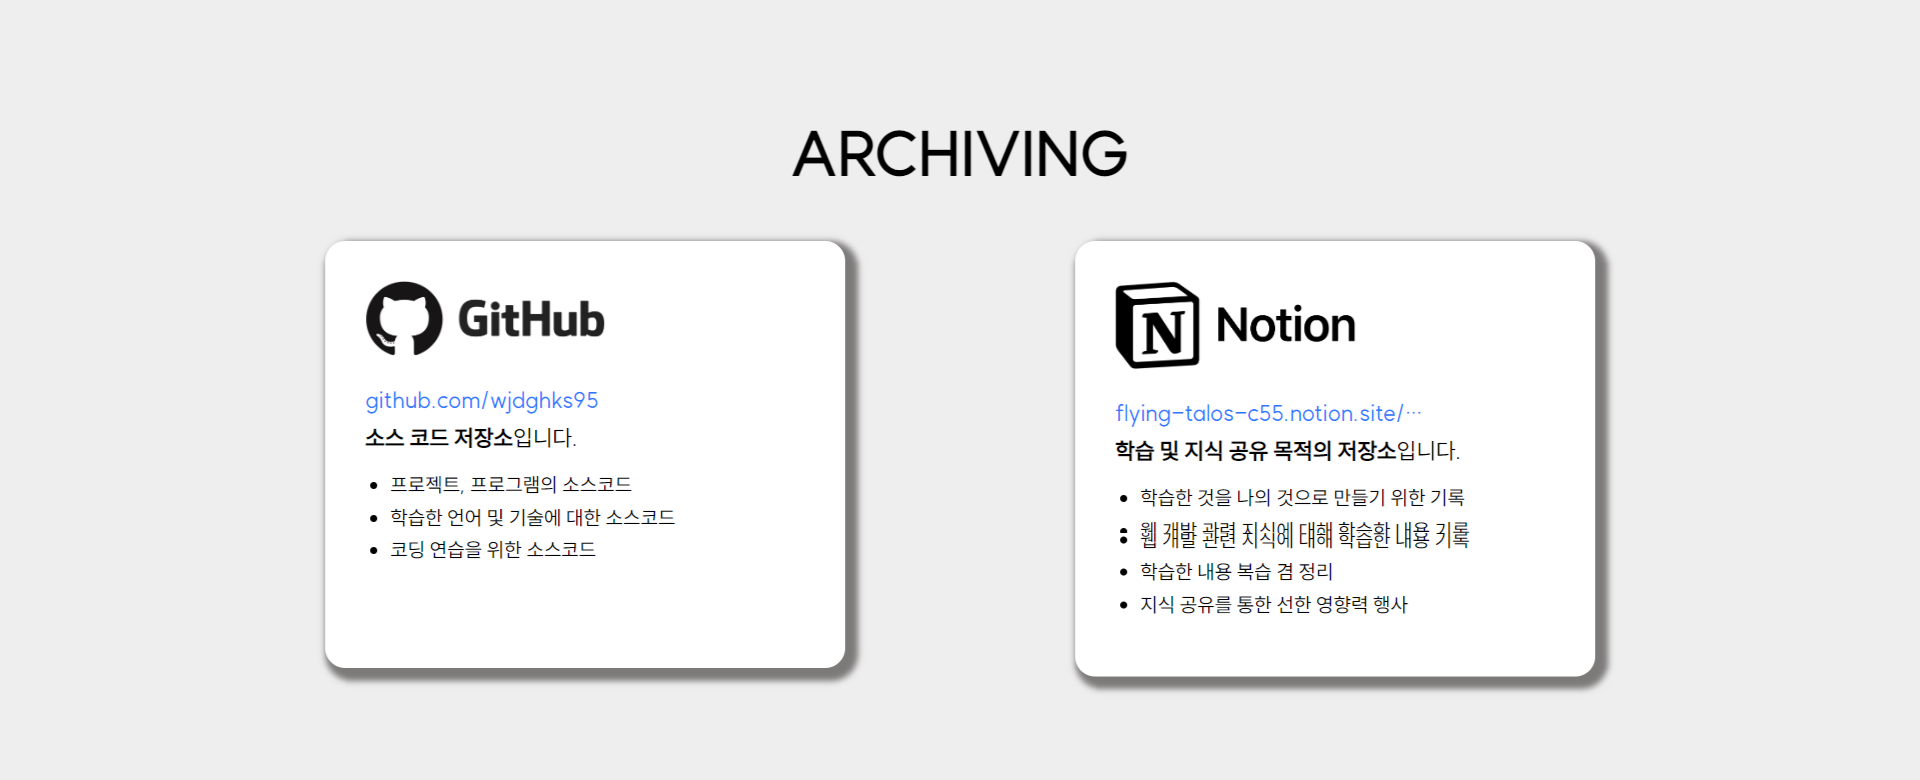 ARCHIVING
GitHub
github.com/wjdghks95
소스 코드 저장소입니다.
프로젝트, 프로그램의 소스코드
학습한 언어 및 기술에 대한 소스코드
코딩 연습을 위한 소스코드
N Notion
flying-talos-c55.notion.site/···
학습 및 지식 공유 목적의 저장소입니다.
학습한 것을 나의 것으로 만들기 위한 기록
웹 개발 관련 지식에 대해 학습한 내용 기록
학습한 내용 복습 겸 정리
지식 공유를 통한 선한 영향력 행사